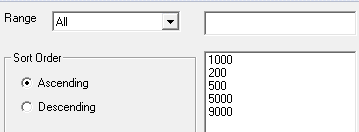 Range All
Sort Order
Ascending
Descending
1000
200
500
5000
9000